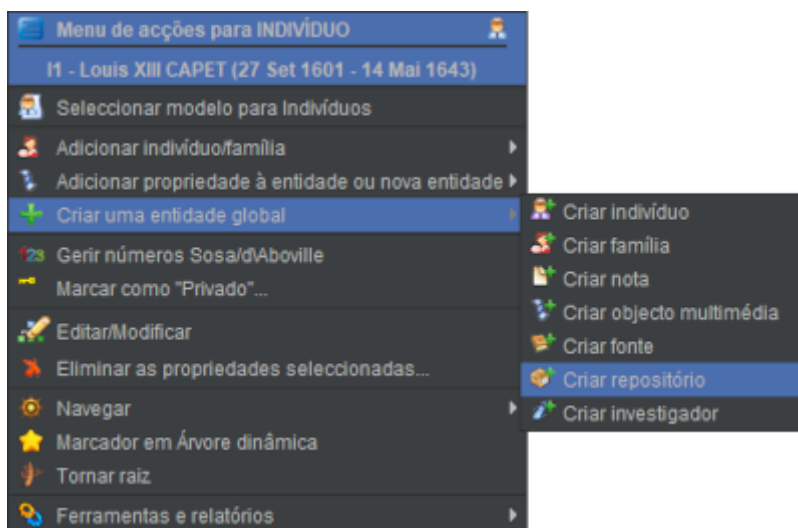 Menu de acções para INDIVÍDUO
I1 - Louis XIII CAPET (27 Set 1601 - 14 Mai 1643)
Seleccionar modelo para Indivíduos
Adicionar indivíduo/família
Adicionar propriedade à entidade ou nova entidade
Criar uma entidade global
Gerir números Sosa/d\Aboville
Marcar como "Privado"...
Editar/Modificar
Eliminar as propriedades seleccionadas...
Navegar
Marcador em Árvore dinâmica
Tornar raiz
Ferramentas e relatórios
Criar indivíduo
Criar família
Criar nota
Criar objecto multimédia
Criar fonte
Criar repositório
Criar investigador